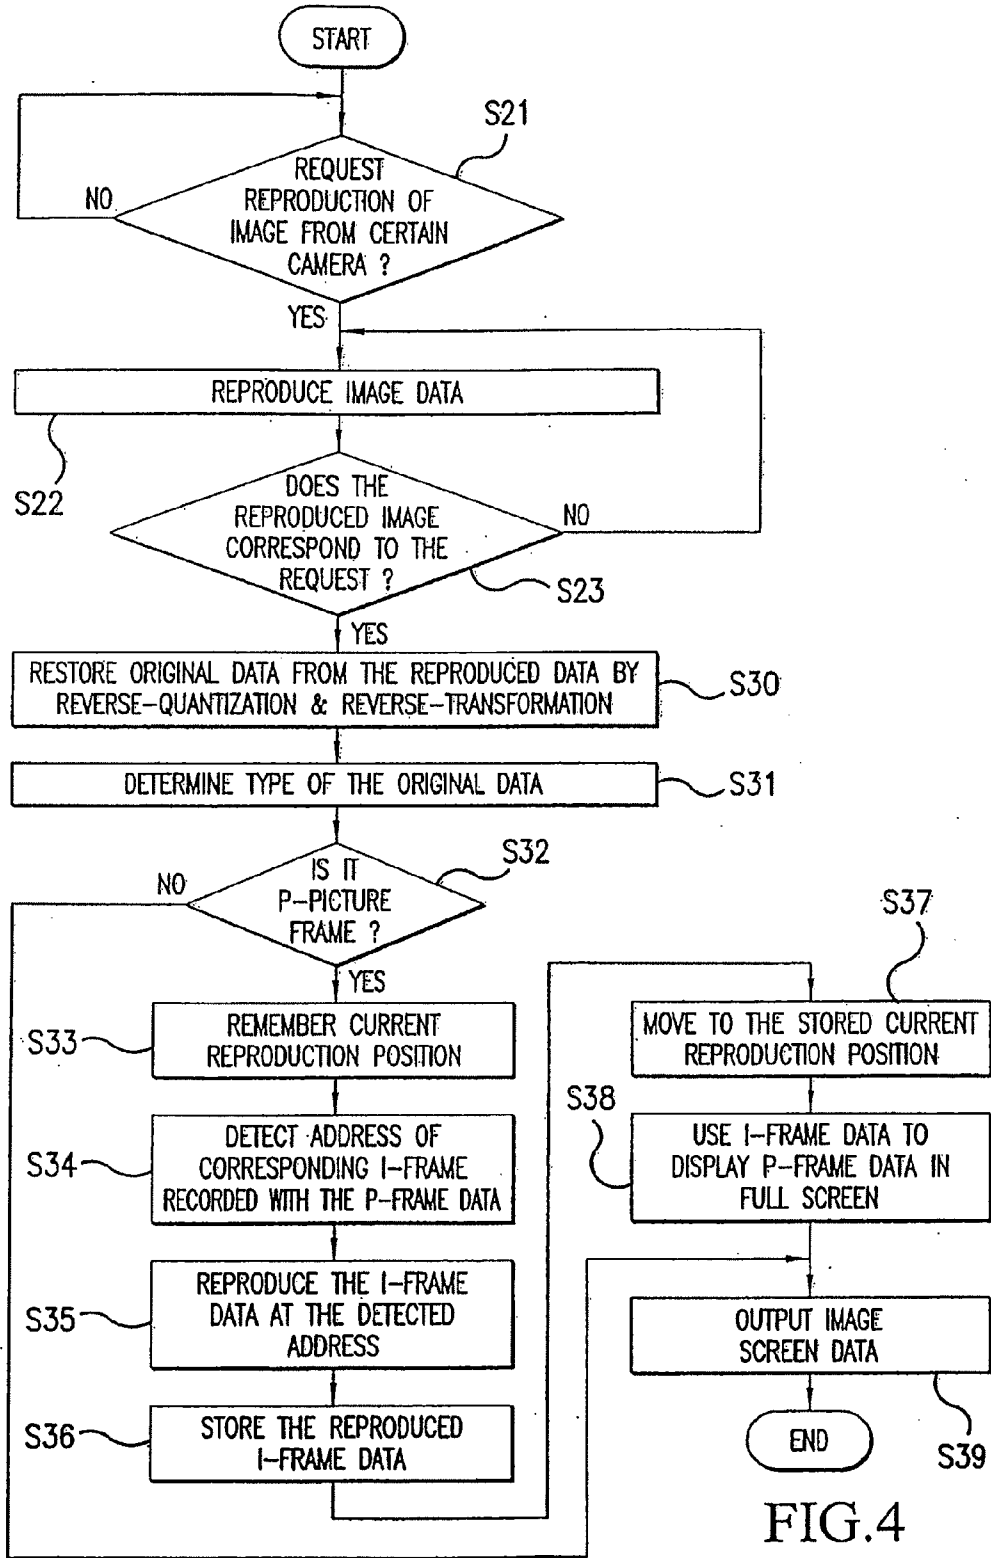 START
S21
REQUEST
REPRODUCTION OF
IMAGE FROM CERTAIN
CAMERA ?
NO
YES
REPRODUCE IMAGE DATA
S22
DOES THE
REPRODUCED IMAGE
CORRESPOND TO THE
REQUEST ?
NO
S23
YES
RESTORE ORIGINAL DATA FROM THE REPRODUCED DATA BY
REVERSE-QUANTIZATION & REVERSE-TRANSFORMATION
S30
DETERMINE TYPE OF THE ORIGINAL DATA
S31
IS IT
P-PICTURE
FRAME ?
S32
NO
YES
REMEMBER CURRENT
REPRODUCTION POSITION
S33
DETECT ADDRESS OF
CORRESPONDING I-FRAME
RECORDED WITH THE P-FRAME DATA
S34
REPRODUCE THE I-FRAME
DATA AT THE DETECTED
ADDRESS
S35
STORE THE REPRODUCED
I-FRAME DATA
S36
S37
MOVE TO THE STORED CURRENT
REPRODUCTION POSITION
S38
USE I-FRAME DATA TO
DISPLAY P-FRAME DATA IN
FULL SCREEN
OUTPUT IMAGE
SCREEN DATA
S39
END
FIG.4